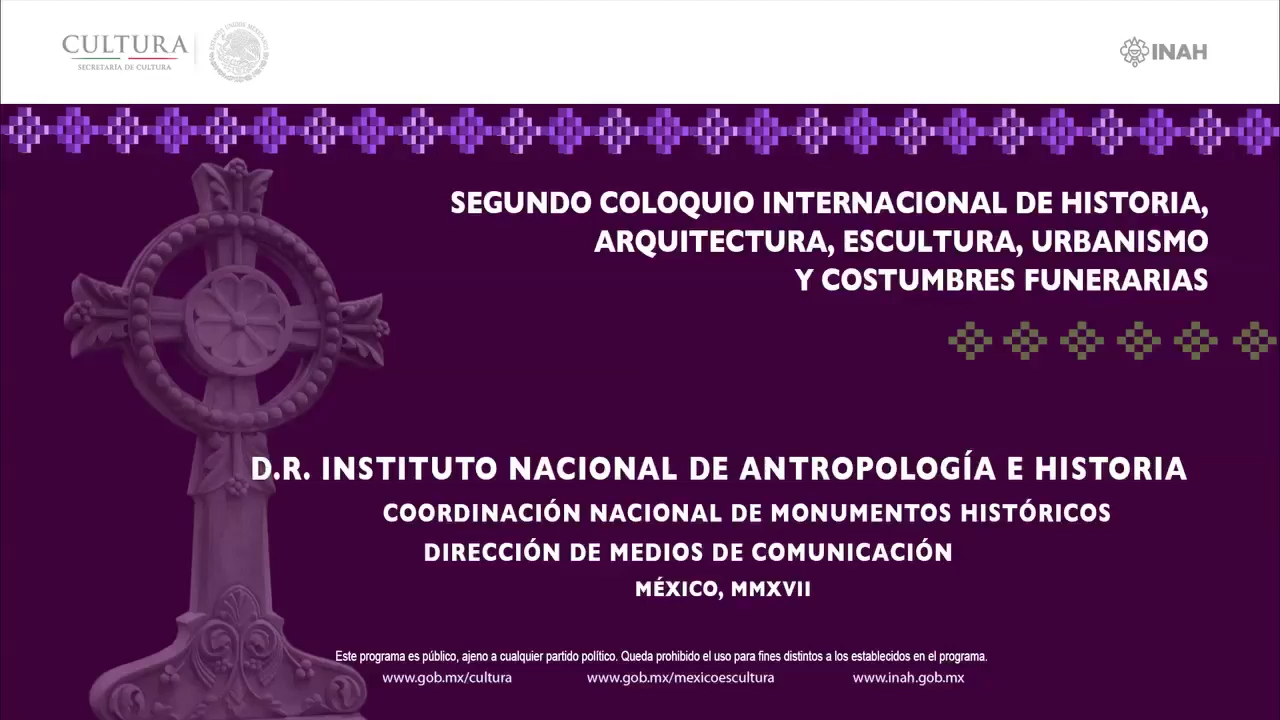 CULTURA
SECRETARÍA DE CULTURA
ESTADOS UNIDOS MEXICANOS
INAH
SEGUNDO COLOQUIO INTERNACIONAL DE HISTORIA,
ARQUITECTURA, ESCULTURA, URBANISMO
Y COSTUMBRES FUNERARIAS
D.R. INSTITUTO NACIONAL DE ANTROPOLOGÍA E HISTORIA
COORDINACIÓN NACIONAL DE MONUMENTOS HISTÓRICOS
DIRECCIÓN DE MEDIOS DE COMUNICACIÓN
MÉXICO, MMXVII
Este programa es público, ajeno a cualquier partido político. Queda prohibido el uso para fines distintos a los establecidos en el programa.
www.gob.mx/cultura www.gob.mx/mexicoescultura www.inah.gob.mx